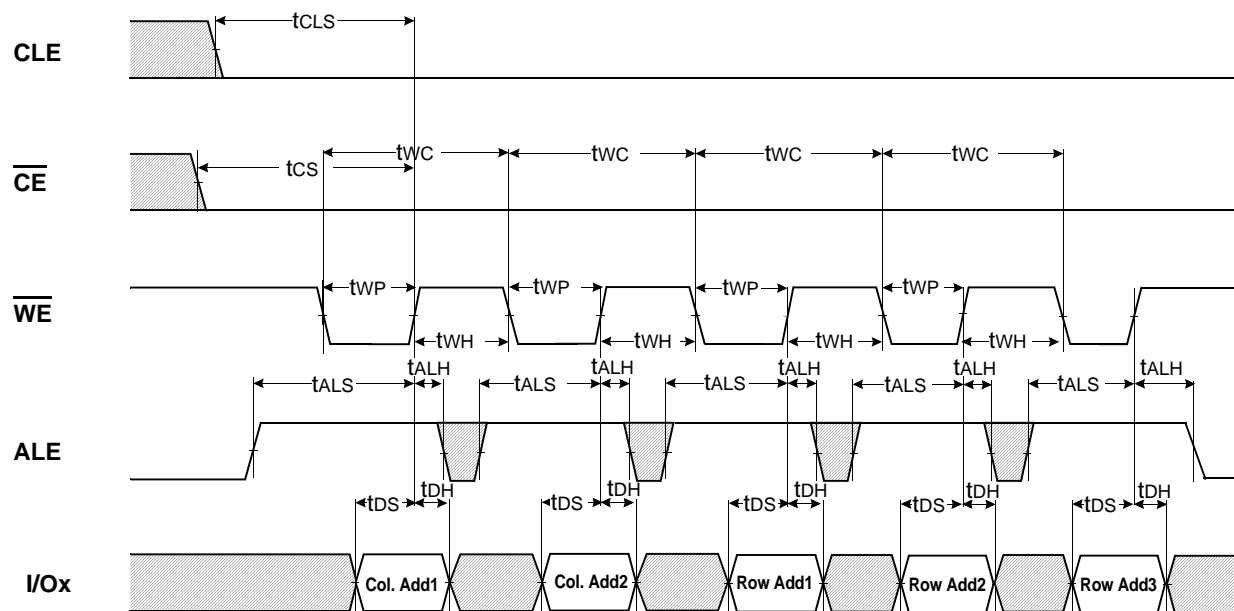 CLE
tCLS
CE
tCS
tWC tWC tWC tWC
WE
tWP tWP tWP tWP
tWH tWH tWH tWH
ALE
tALS tALH tALS tALH tALS tALH tALS tALH tALS tALH
tDS tDH tDS tDH tDS tDH tDS tDH tDS tDH
I/Ox
Col. Add1 Col. Add2 Row Add1 Row Add2 Row Add3